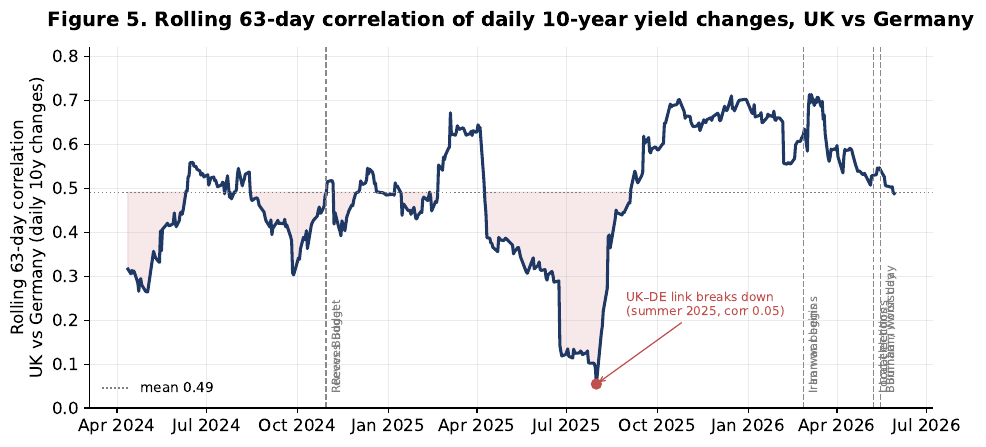 Figure 5. Rolling 63-day correlation of daily 10-year yield changes, UK vs Germany
Rolling 63-day correlation
UK vs Germany (daily 10y changes)
0.8
0.7
0.6
0.5
0.4
0.3
0.2
0.1
0.0
UK–DE link breaks down
(summer 2025, corr 0.05)
mean 0.49
Apr 2024
Jul 2024
Oct 2024
Jan 2025
Apr 2025
Jul 2025
Oct 2025
Jan 2026
Apr 2026
Jul 2026